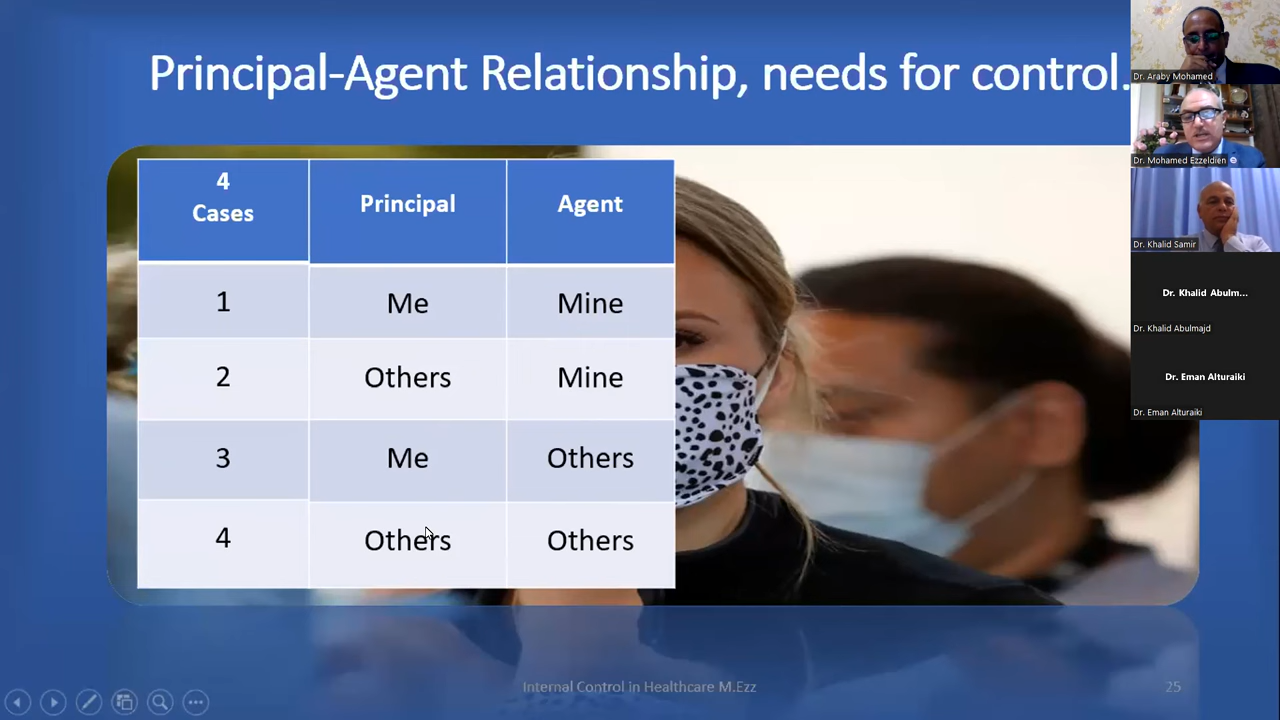 Principal-Agent Relationship, needs for control.
4
Cases
Principal
Agent
1
Me
Mine
2
Others
Mine
3
Me
Others
4
Others
Others
Internal Control in Healthcare M.Ezz
25
Dr. Araby Mohamed
Dr. Mohamed Ezzeldien
Dr. Khalid Samir
Dr. Khalid Abulm...
Dr. Khalid Abulmajd
Dr. Eman Alturaiki
Dr. Eman Alturaiki